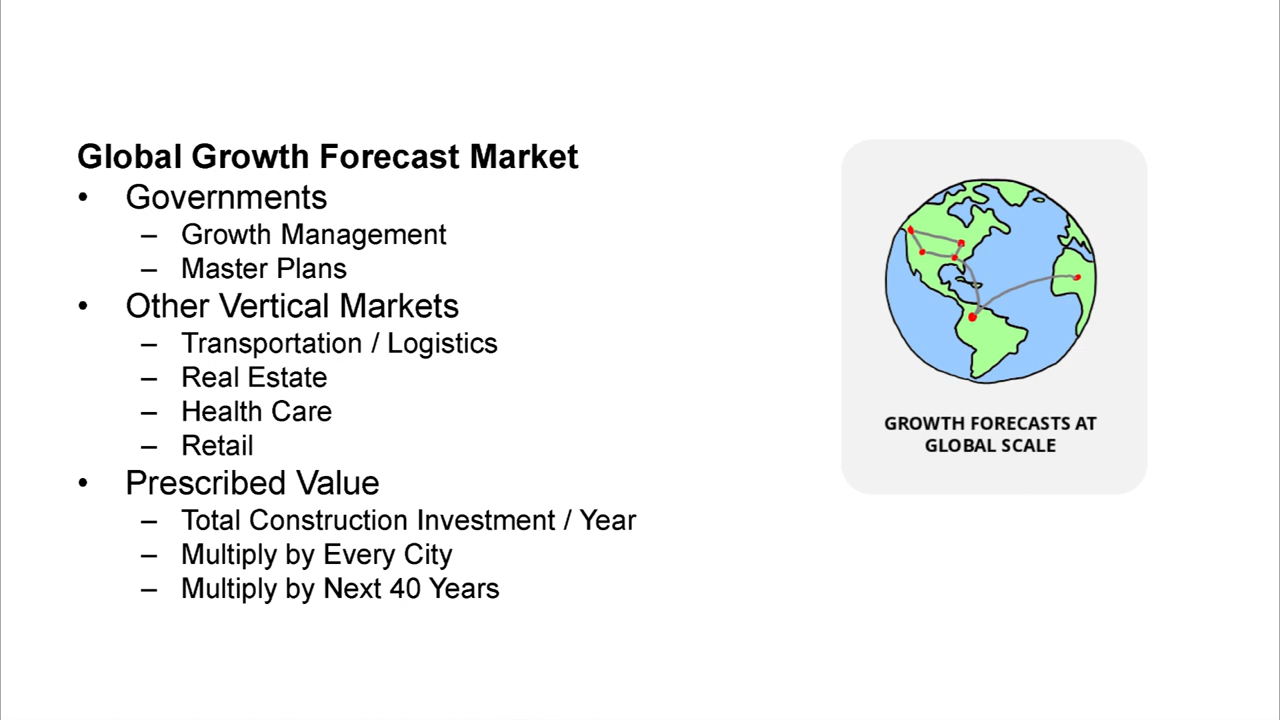 Global Growth Forecast Market
• Governments
– Growth Management
– Master Plans
• Other Vertical Markets
– Transportation / Logistics
– Real Estate
– Health Care
– Retail
• Prescribed Value
– Total Construction Investment / Year
– Multiply by Every City
– Multiply by Next 40 Years
GROWTH FORECASTS AT
GLOBAL SCALE